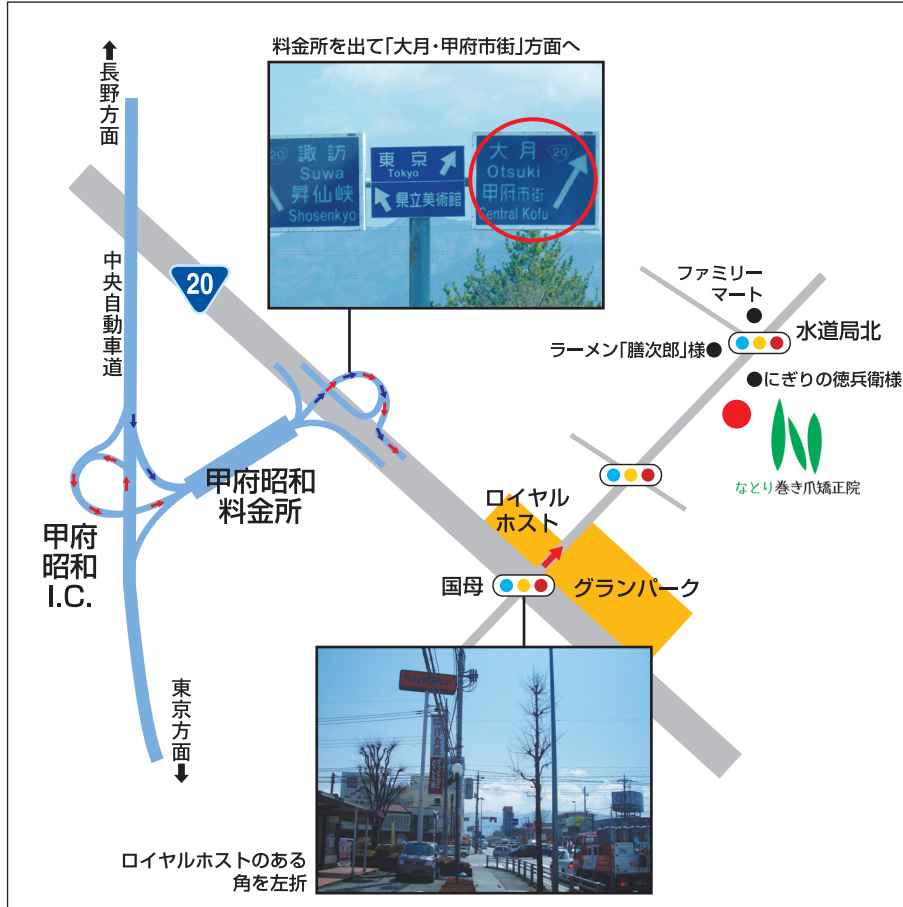 料金所を出て「大月・甲府市街」方面へ
長野方面
諏訪
Suwa
昇仙峡
Shosenkyo
東京
Tokyo
県立美術館
20
大月
Otsuki
甲府市街
Central Kofu
中央自動車道
20
ファミリー
マート
水道局北
ラーメン「膳次郎」様
にぎりの徳兵衛様
なとり巻き爪矯正院
甲府昭和
料金所
甲府
昭和
I.C.
ロイヤル
ホスト
国母
グランパーク
東京方面
Royal Host
ロイヤルホストのある
角を左折